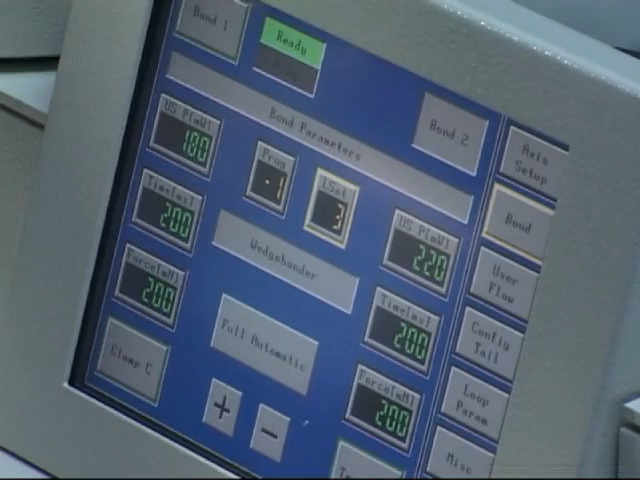 Bond 1
Ready
Bond 2
Bond Parameters
US P[mW]
180
Prog
-1
LSet
3
US P[mW]
220
Time[ms]
200
Wedgebonder
Time[ms]
200
Force[mN]
200
Full Automatic
Force[mN]
200
Clamp C
+
-
Axis
Setup
Bond
User
Flow
Config
Tail
Loop
Param
Misc